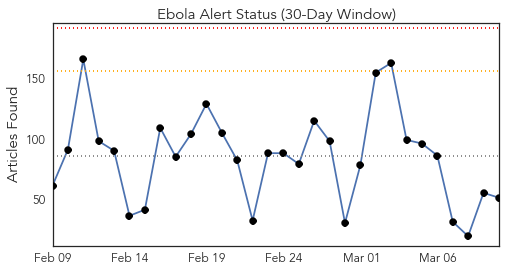 Ebola Alert Status (30-Day Window)
Articles Found
150
100
50
Feb 09 Feb 14 Feb 19 Feb 24 Mar 01 Mar 06